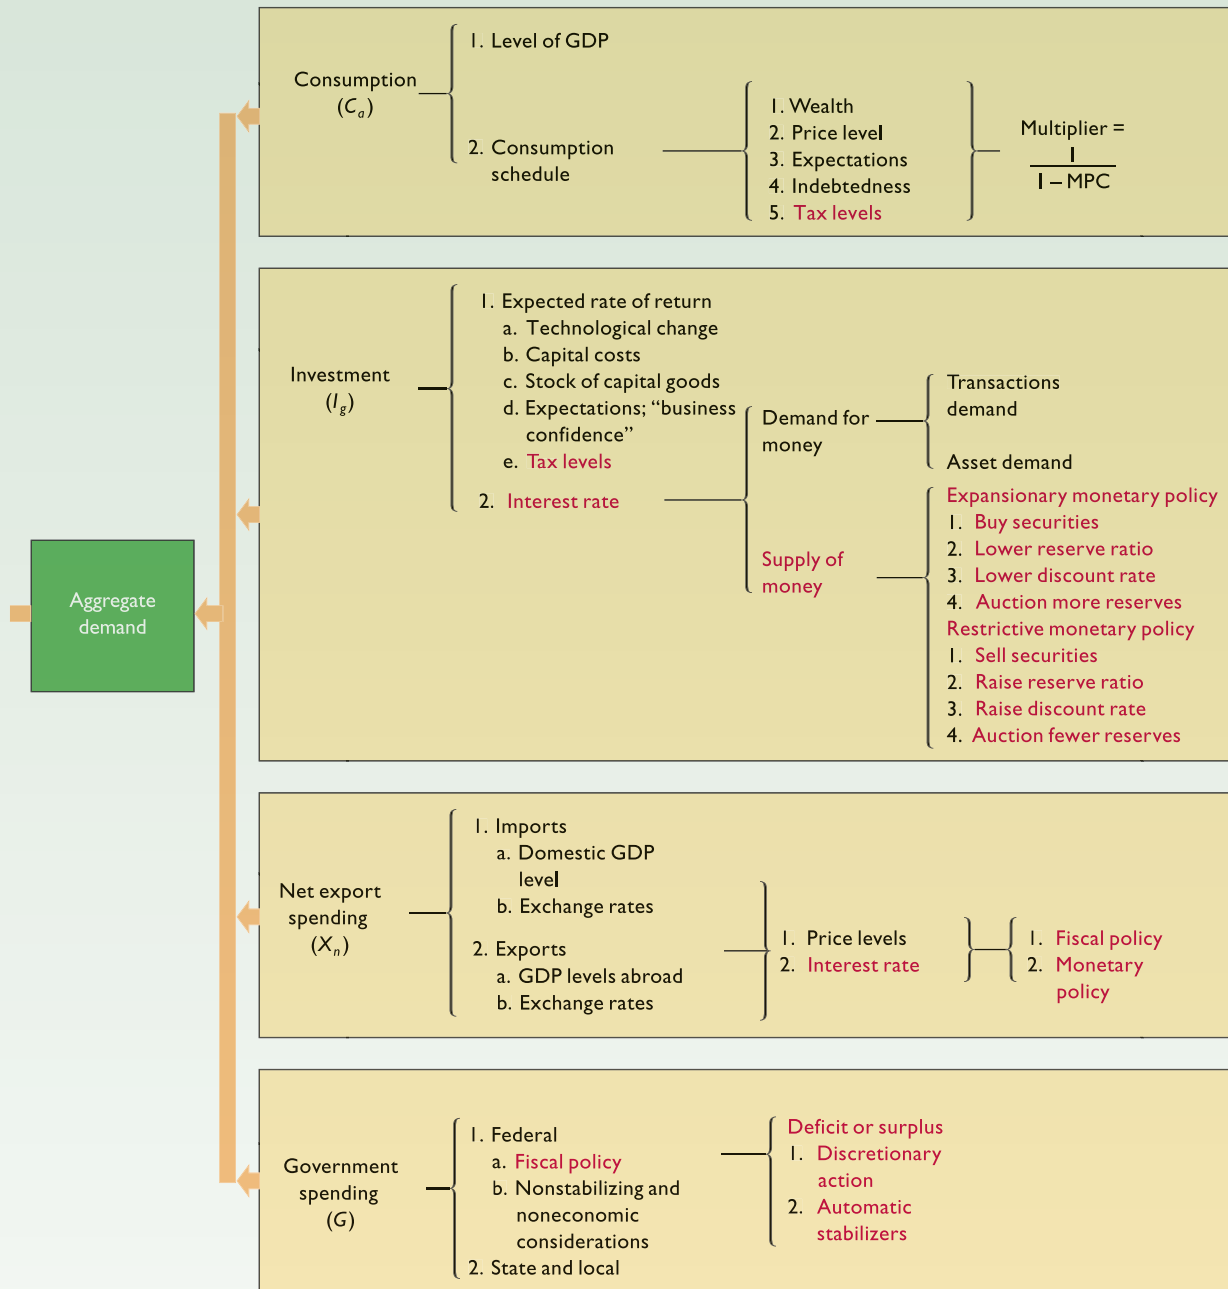 Aggregate
demand
Consumption
(Ca)
1. Level of GDP
2. Consumption
schedule
1. Wealth
2. Price level
3. Expectations
4. Indebtedness
5. Tax levels
Multiplier =
1
1 – MPC
Investment
(Ig)
1. Expected rate of return
a. Technological change
b. Capital costs
c. Stock of capital goods
d. Expectations; “business
confidence”
e. Tax levels
2. Interest rate
Demand for
money
Transactions
demand
Asset demand
Supply of
money
Expansionary monetary policy
1. Buy securities
2. Lower reserve ratio
3. Lower discount rate
4. Auction more reserves
Restrictive monetary policy
1. Sell securities
2. Raise reserve ratio
3. Raise discount rate
4. Auction fewer reserves
Net export
spending
(Xn)
1. Imports
a. Domestic GDP
level
b. Exchange rates
2. Exports
a. GDP levels abroad
b. Exchange rates
1. Price levels
2. Interest rate
1. Fiscal policy
2. Monetary
policy
Government
spending
(G)
1. Federal
a. Fiscal policy
b. Nonstabilizing and
noneconomic
considerations
2. State and local
Deficit or surplus
1. Discretionary
action
2. Automatic
stabilizers